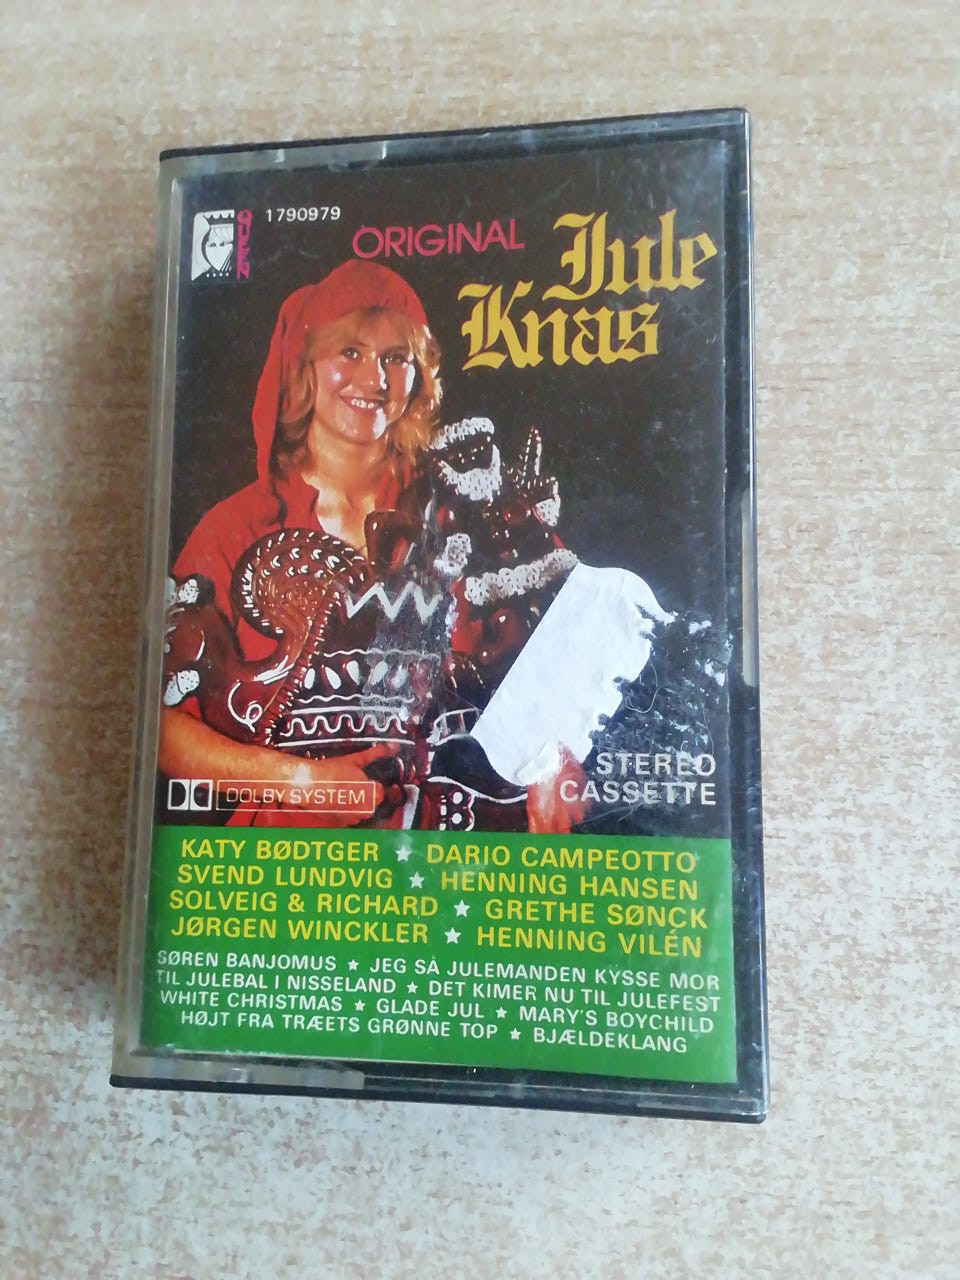 QUEEN
1790979
ORIGINAL
Jule
Knas
STEREO
CASSETTE
DOLBY SYSTEM
KATY BØDTGER ★ DARIO CAMPEOTTO
SVEND LUNDVIG ★ HENNING HANSEN
SOLVEIG & RICHARD ★ GRETHE SØNCK
JØRGEN WINCKLER ★ HENNING VILÉN
SØREN BANJOMUS ★ JEG SÅ JULEMANDEN KYSSE MOR
TIL JULEBAL I NISSELAND ★ DET KIMER NU TIL JULEFEST
WHITE CHRISTMAS ★ GLADE JUL ★ MARY'S BOYCHILD
HØJT FRA TRÆETS GRØNNE TOP ★ BJÆLDEKLANG